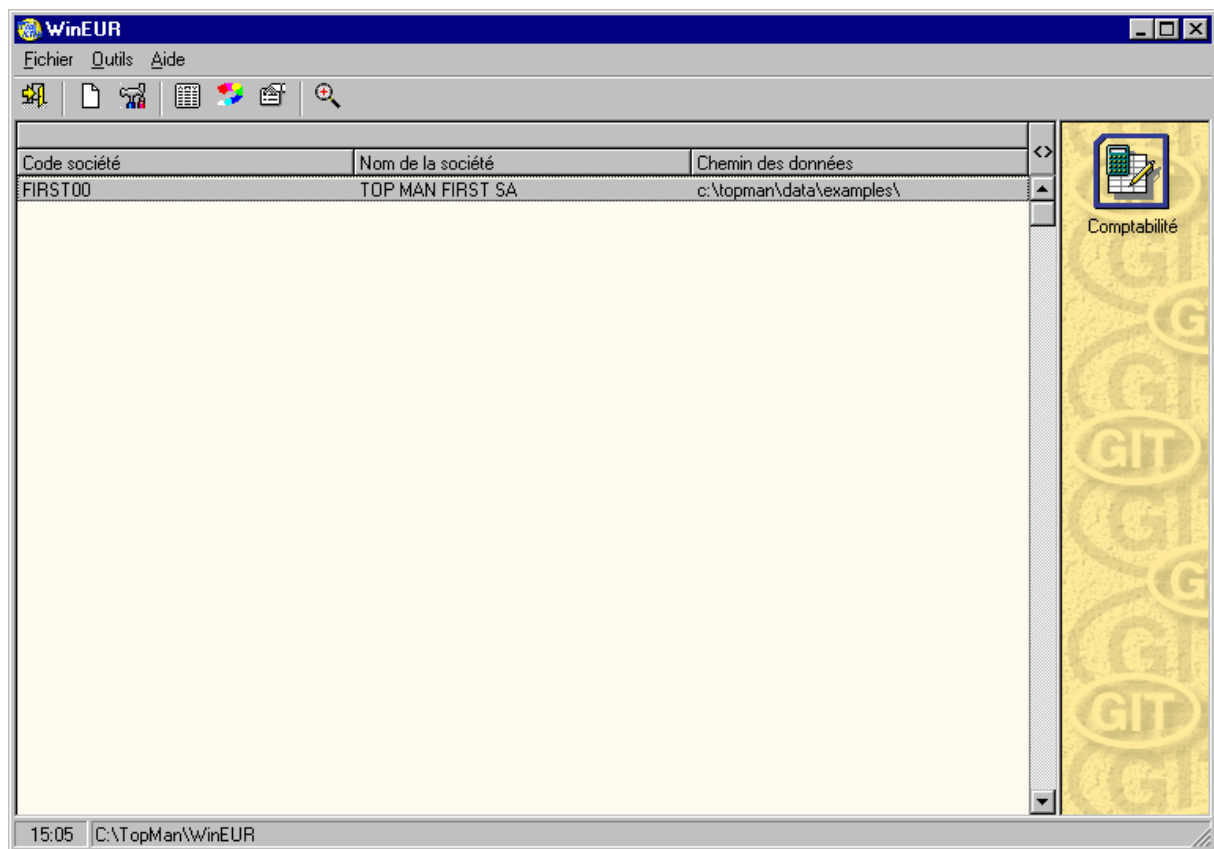 WinEUR
Fichier Outils Aide
Code société Nom de la société Chemin des données <>
FIRST00 TOP MAN FIRST SA c:\topman\data\examples\
Comptabilité
GIT
GIT
15:05 C:\TopMan\WinEUR